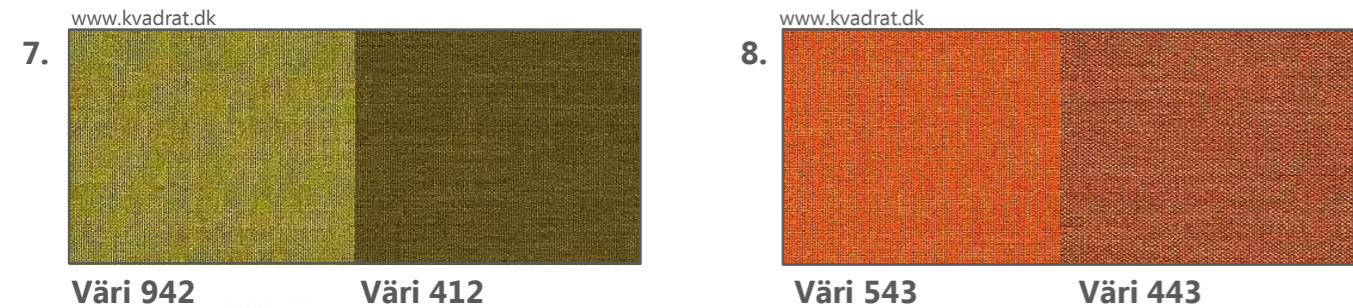 www.kvadrat.dk
7.
Väri 942 Väri 412
www.kvadrat.dk
8.
Väri 543 Väri 443